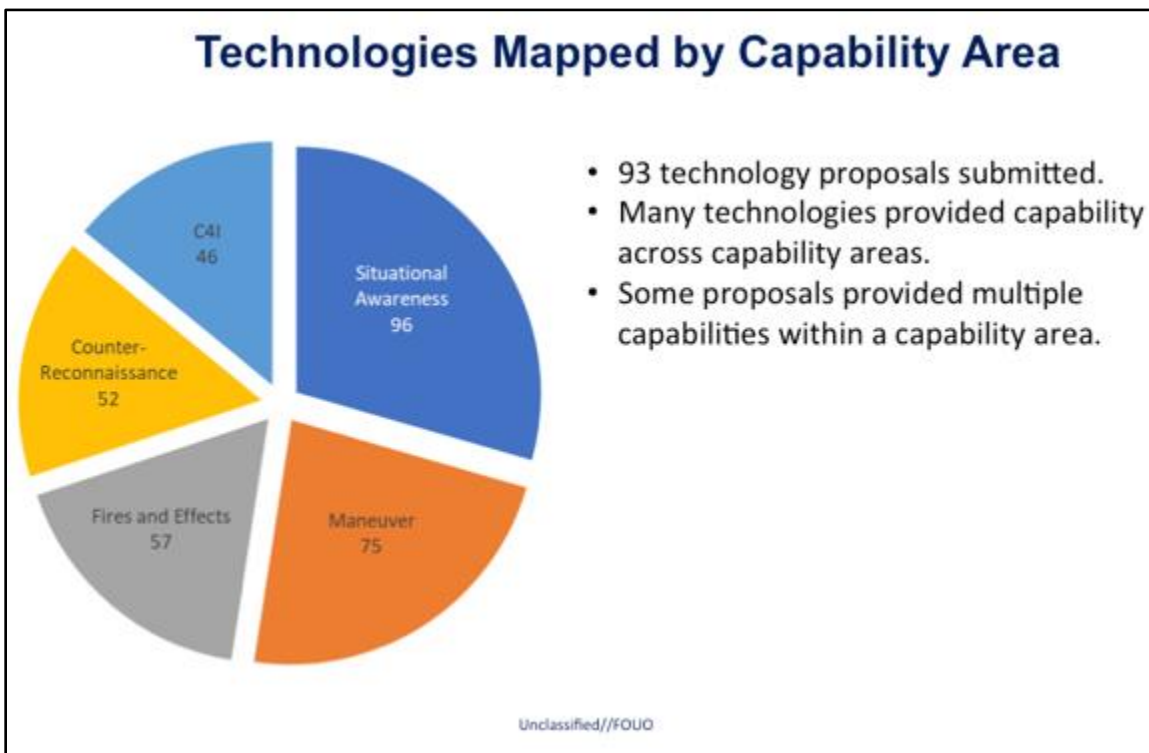 Technologies Mapped by Capability Area
C4I
46
Situational
Awareness
96
Counter-
Reconnaissance
52
Fires and Effects
57
Maneuver
75
• 93 technology proposals submitted.
• Many technologies provided capability
across capability areas.
• Some proposals provided multiple
capabilities within a capability area.
Unclassified//FOUO